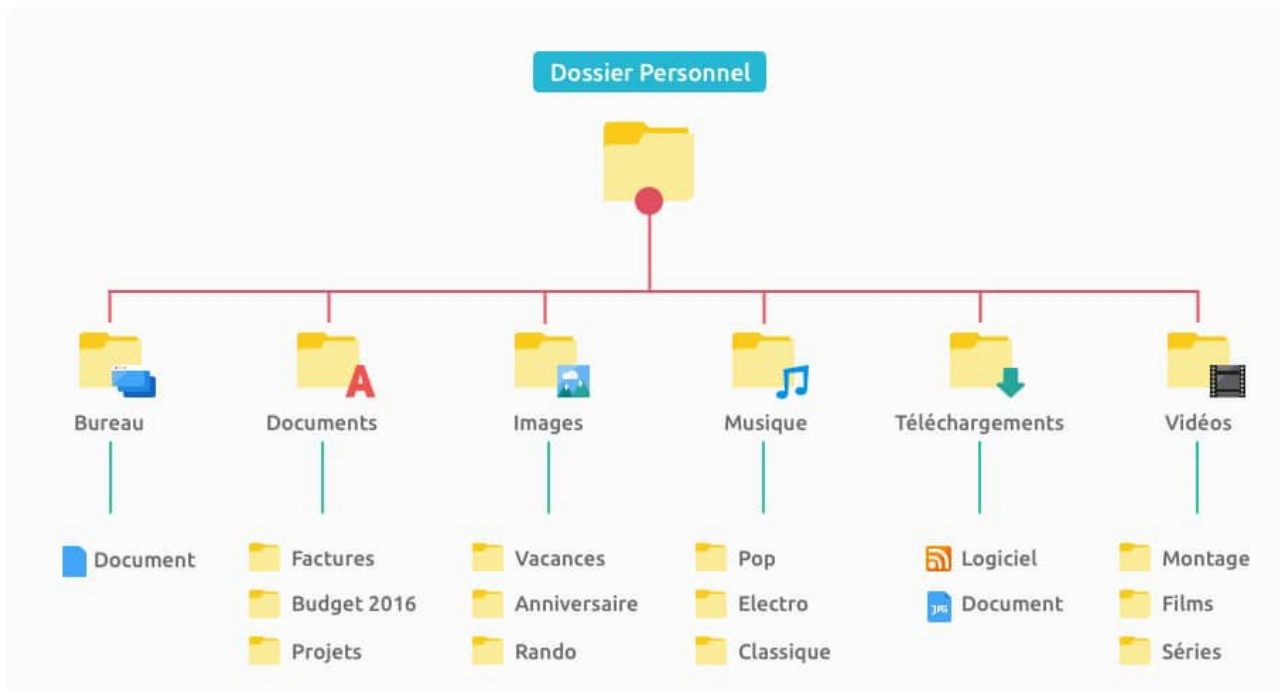 Dossier Personnel
Bureau
Documents
Images
Musique
Téléchargements
Vidéos
Document
Factures
Budget 2016
Projets
Vacances
Anniversaire
Rando
Pop
Electro
Classique
Logiciel
JPG
Document
Montage
Films
Séries